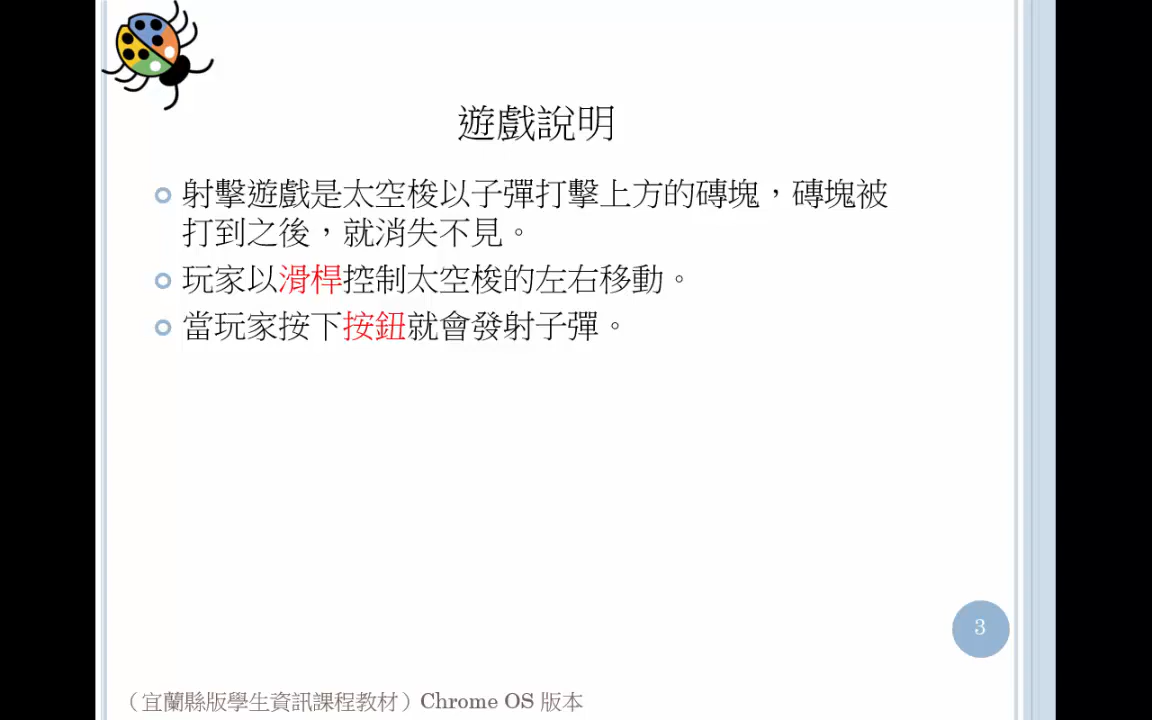 遊戲說明
射擊遊戲是太空梭以子彈打擊上方的磚塊，磚塊被
打到之後，就消失不見。
玩家以滑桿控制太空梭的左右移動。
當玩家按下按鈕就會發射子彈。
3
（宜蘭縣版學生資訊課程教材）Chrome OS 版本